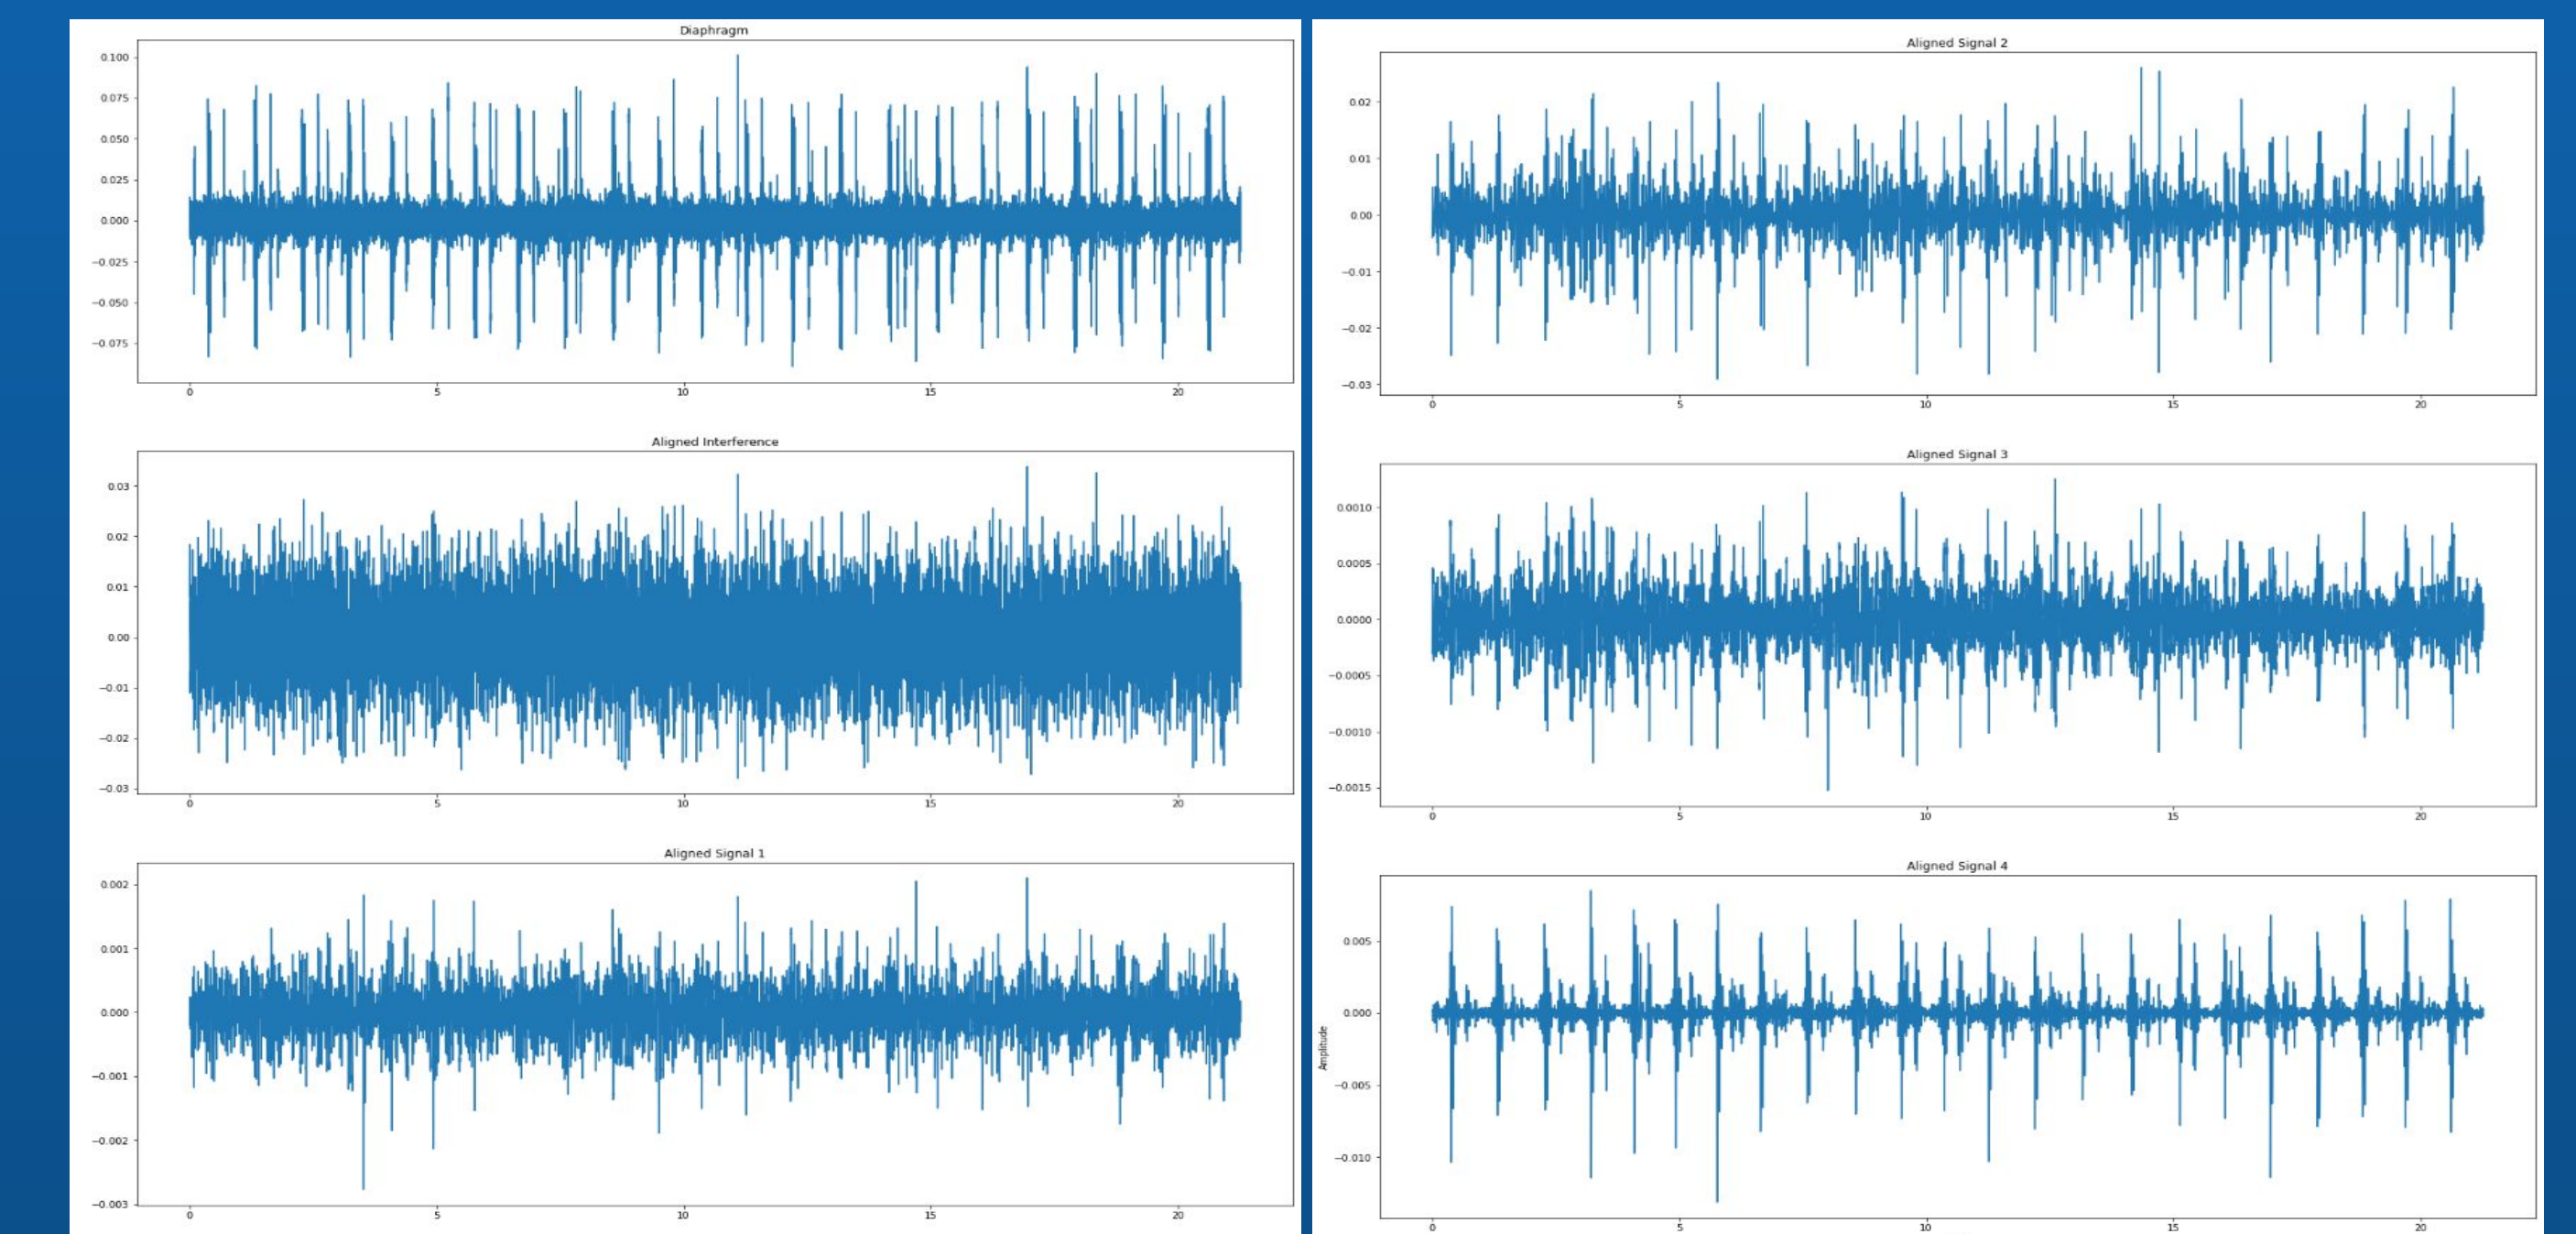 Diaphragm
0.100
0.075
0.050
0.025
0.000
−0.025
−0.050
−0.075
0 5 10 15 20
Aligned Interference
0.03
0.02
0.01
0.00
−0.01
−0.02
−0.03
0 5 10 15 20
Aligned Signal 1
0.002
0.001
0.000
−0.001
−0.002
−0.003
0 5 10 15 20
Aligned Signal 2
0.02
0.01
0.00
−0.01
−0.02
−0.03
0 5 10 15 20
Aligned Signal 3
0.0010
0.0005
0.0000
−0.0005
−0.0010
−0.0015
0 5 10 15 20
Aligned Signal 4
Amplitude
0.005
0.000
−0.005
−0.010
0 5 10 15 20